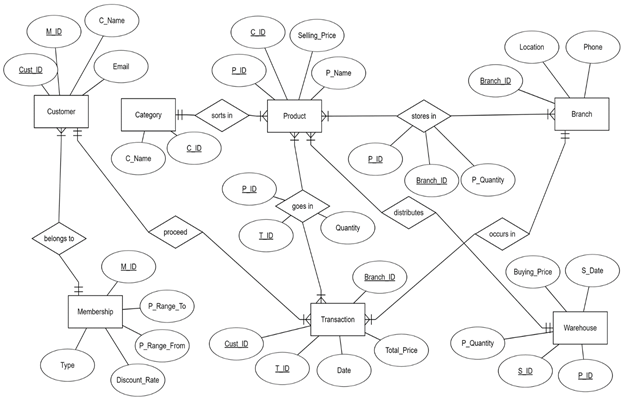 C_Name
M_ID
Cust_ID
Email
Customer
C_ID
Selling_Price
P_ID
P_Name
Category
sorts in
Product
C_Name
C_ID
stores in
P_ID
Branch_ID
P_Quantity
Location
Phone
Branch_ID
Branch
P_ID
goes in
T_ID
Quantity
distributes
belongs to
proceed
occurs in
M_ID
P_Range_To
Membership
P_Range_From
Type
Discount_Rate
Branch_ID
Transaction
Cust_ID
Total_Price
T_ID
Date
Buying_Price
S_Date
Warehouse
P_Quantity
S_ID
P_ID